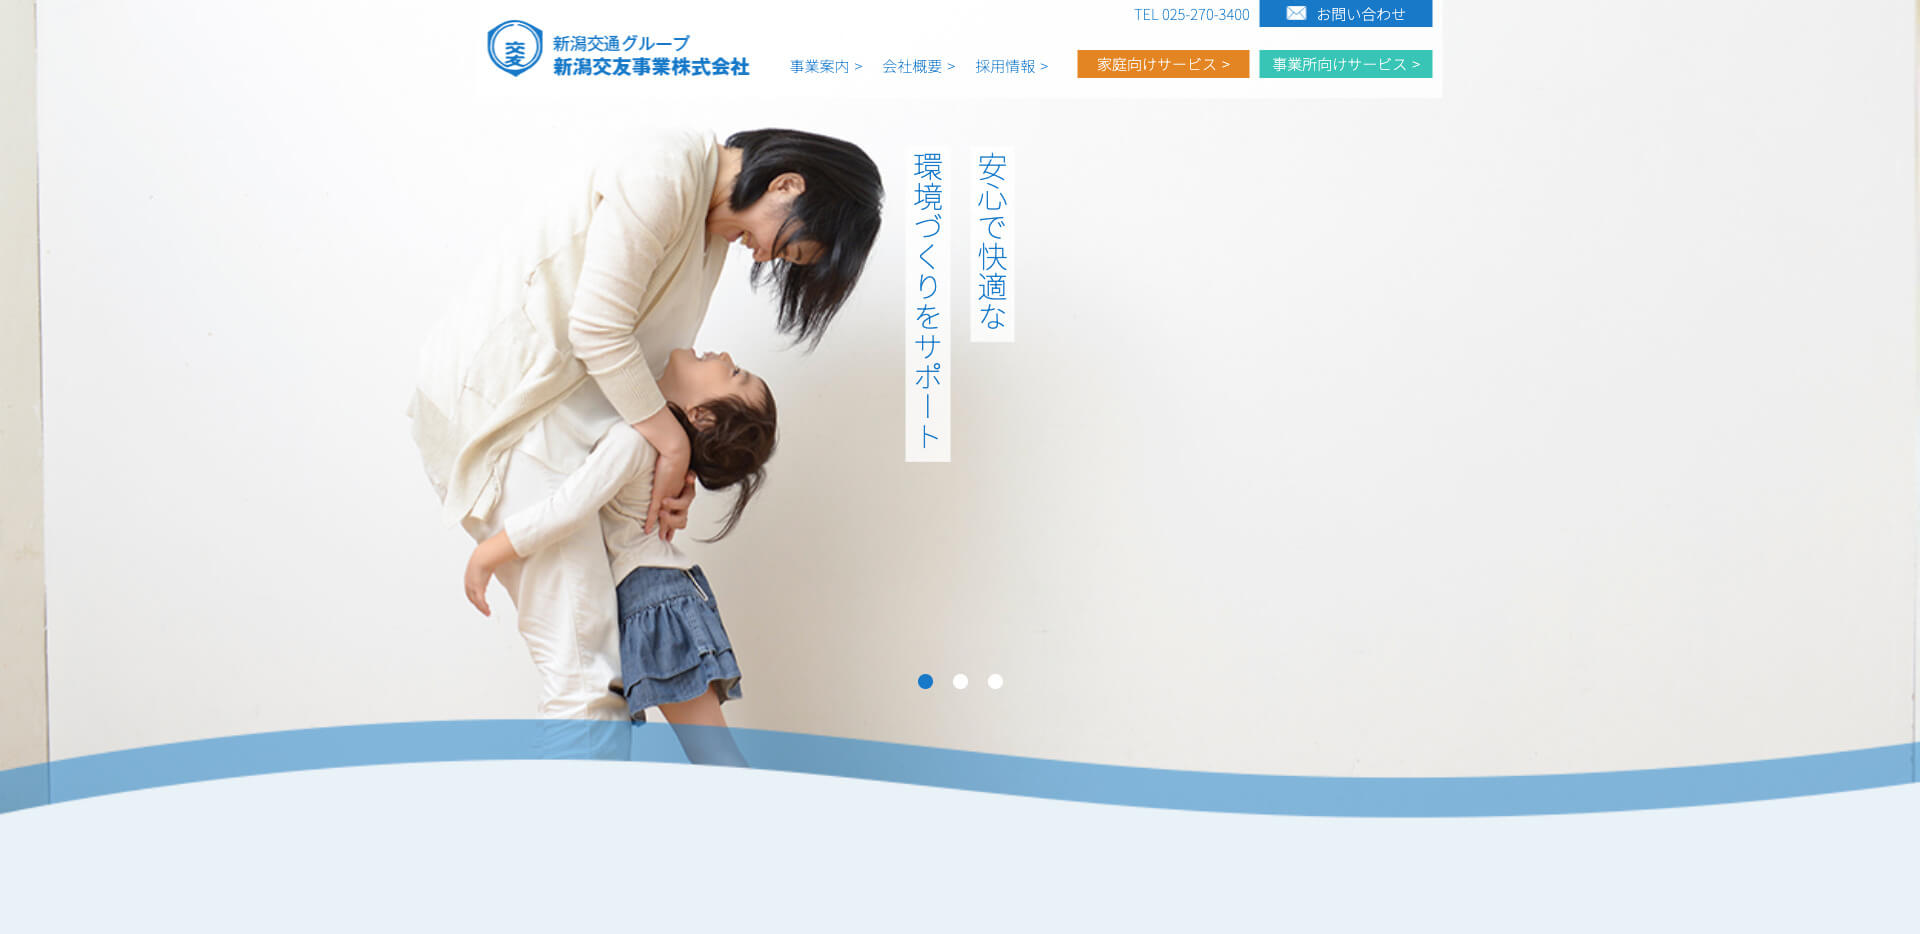 TEL 025-270-3400
お問い合わせ
新潟交通グループ
新潟交友事業株式会社
事業案内 >
会社概要 >
採用情報 >
家庭向けサービス >
事業所向けサービス >
安心で快適な
環境づくりをサポート